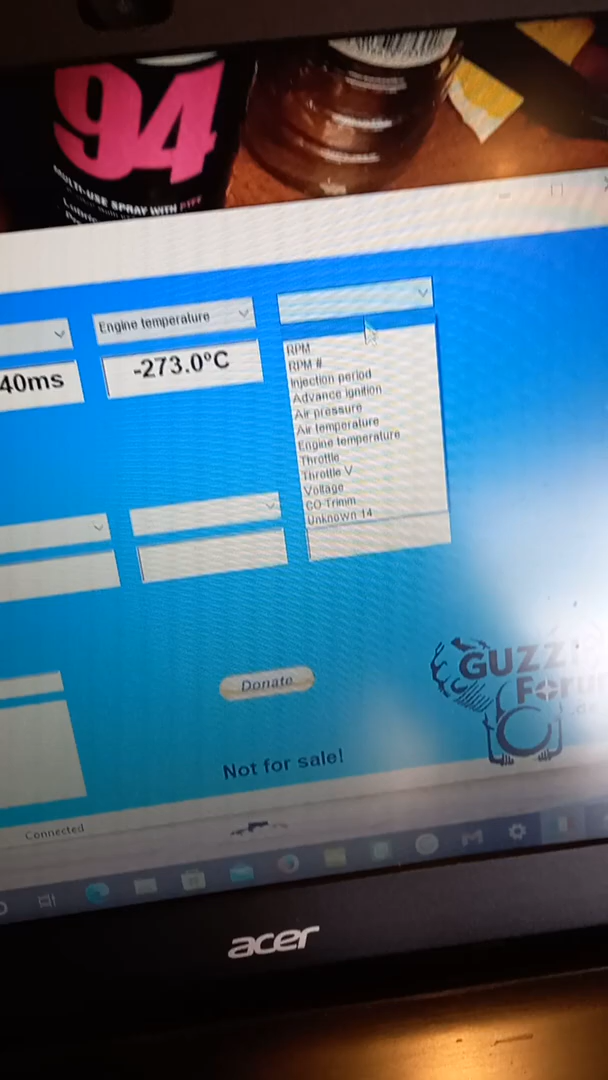 94
MULTI-USE SPRAY WITH PTFE
Engine temperature
40ms
-273.0°C
RPM
RPM #
Injection period
Advance ignition
Air pressure
Air temperature
Engine temperature
Throttle
Throttle V
Voltage
CO-Trimm
Unknown 14
Donate
GUZZI
Foru
.de
Not for sale!
Connected
acer